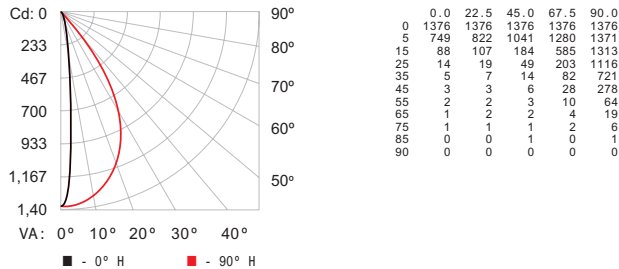 Cd: 0
233
467
700
933
1,167
1,40
90º
80º
70º
60º
50º
VA: 0º 10º 20º 30º 40º
- 0º H
- 90º H
0.0 22.5 45.0 67.5 90.0
0 1376 1376 1376 1376 1376
5 749 822 1041 1280 1371
15 88 107 184 585 1313
25 14 19 49 203 1116
35 5 7 14 82 721
45 3 3 6 28 278
55 2 2 3 10 64
65 1 2 2 4 19
75 1 1 1 2 6
85 0 0 1 0 1
90 0 0 0 0 0